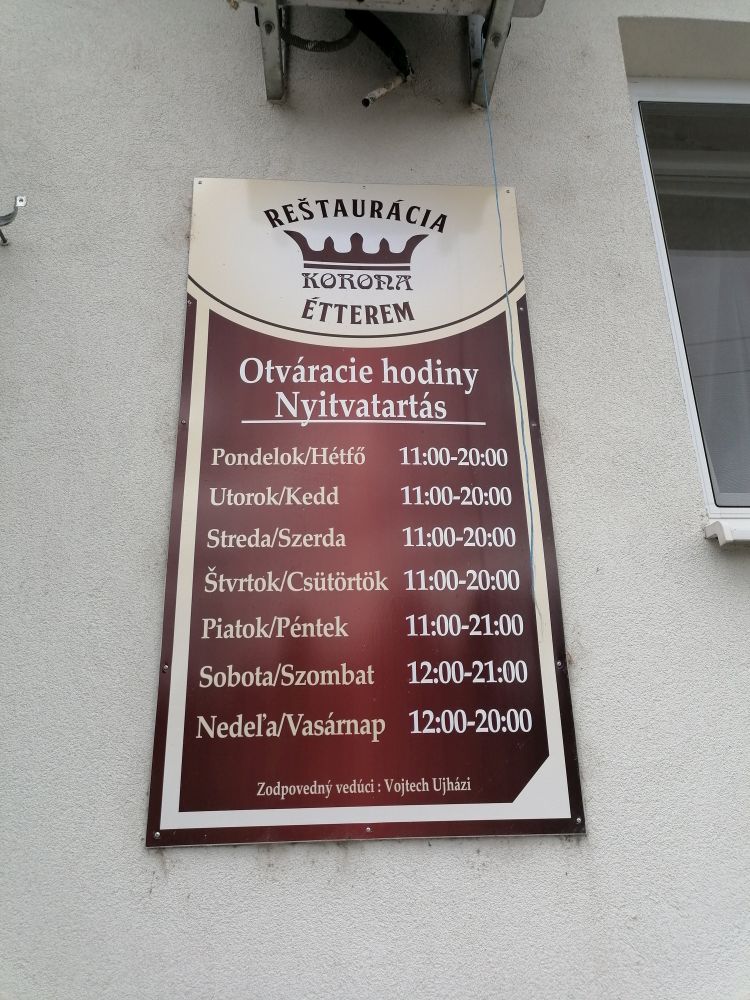 REŠTAURÁCIA
KORONA
ÉTTEREM
Otváracie hodiny
Nyitvatartás
Pondelok/Hétfő 11:00-20:00
Utorok/Kedd 11:00-20:00
Streda/Szerda 11:00-20:00
Štvrtok/Csütörtök 11:00-20:00
Piatok/Péntek 11:00-21:00
Sobota/Szombat 12:00-21:00
Nedeľa/Vasárnap 12:00-20:00
Zodpovedný vedúci : Vojtech Ujházi